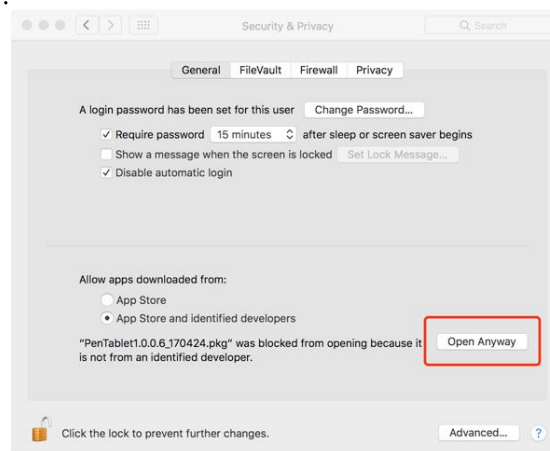 Security & Privacy
Search
General FileVault Firewall Privacy
A login password has been set for this user Change Password...
Require password 15 minutes after sleep or screen saver begins
Show a message when the screen is locked Set Lock Message...
Disable automatic login
Allow apps downloaded from:
App Store
App Store and identified developers
“PenTablet1.0.0.6_170424.pkg” was blocked from opening because it Open Anyway
is not from an identified developer.
Click the lock to prevent further changes. Advanced... ?